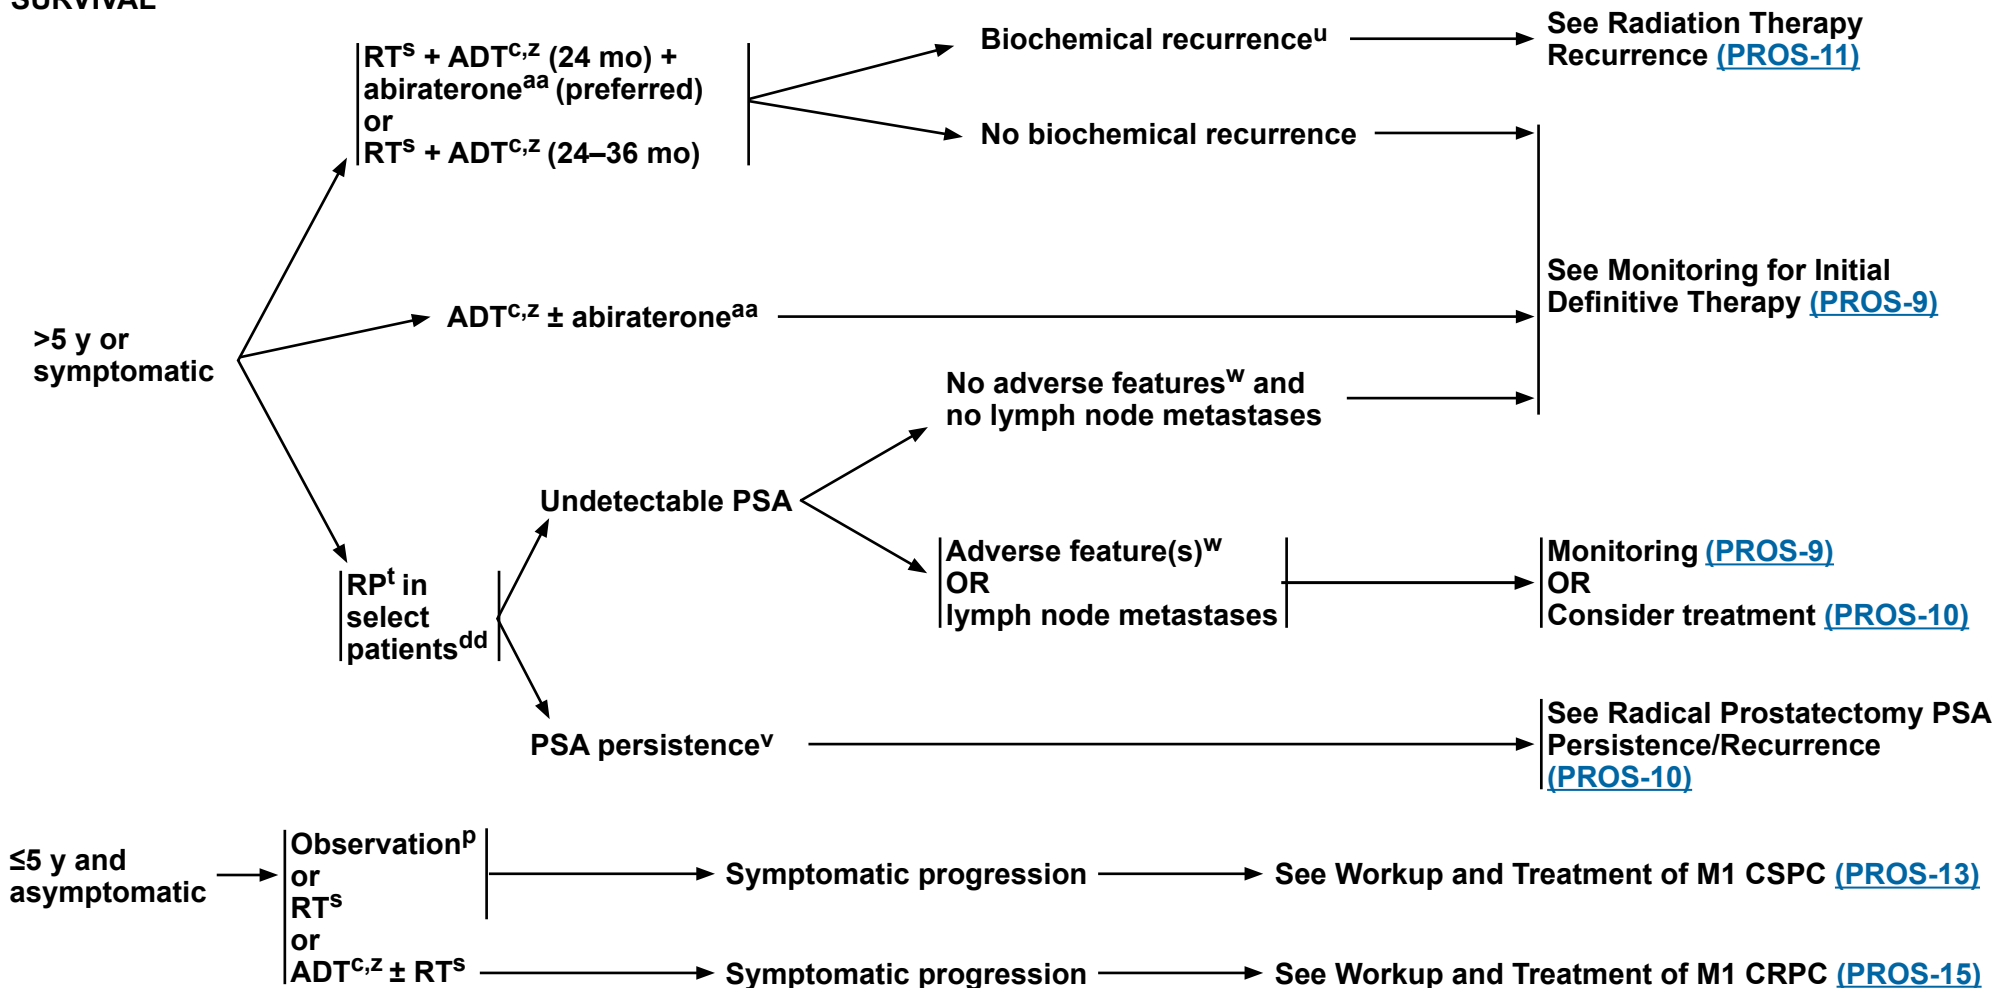 SURVIVAL
RTs + ADTc,z (24 mo) +
abirateroneaa (preferred)
or
RTs + ADTc,z (24–36 mo)
Biochemical recurrenceu
See Radiation Therapy
Recurrence (PROS-11)
No biochemical recurrence
See Monitoring for Initial
Definitive Therapy (PROS-9)
>5 y or
symptomatic
ADTc,z ± abirateroneaa
No adverse featuresw and
no lymph node metastases
Undetectable PSA
RPt in
select
patientsdd
Adverse feature(s)w
OR
lymph node metastases
Monitoring (PROS-9)
OR
Consider treatment (PROS-10)
PSA persistencev
See Radical Prostatectomy PSA
Persistence/Recurrence
(PROS-10)
≤5 y and
asymptomatic
Observationp
or
RTs
or
ADTc,z ± RTs
Symptomatic progression
See Workup and Treatment of M1 CSPC (PROS-13)
Symptomatic progression
See Workup and Treatment of M1 CRPC (PROS-15)